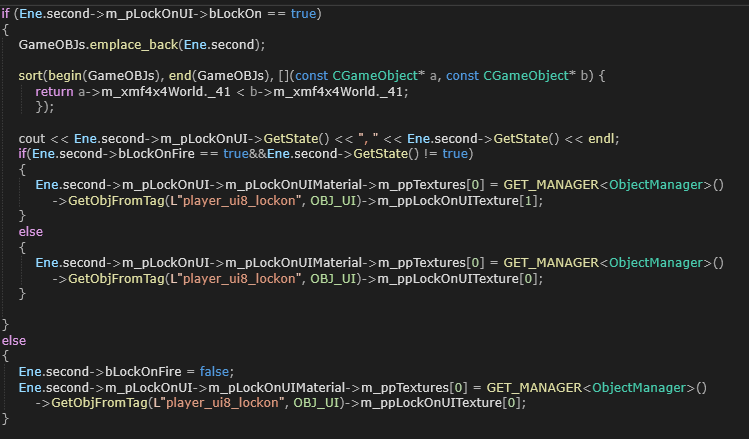 if (Ene.second->m_pLockOnUI->bLockOn == true)
{
GameOBJs.emplace_back(Ene.second);
sort(begin(GameOBJs), end(GameOBJs), [](const CGameObject* a, const CGameObject* b) {
return a->m_xmf4x4World._41 < b->m_xmf4x4World._41;
});
cout << Ene.second->m_pLockOnUI->GetState() << ", " << Ene.second->GetState() << endl;
if(Ene.second->bLockOnFire == true&&Ene.second->GetState() != true)
{
Ene.second->m_pLockOnUI->m_pLockOnUIMaterial->m_ppTextures[0] = GET_MANAGER<ObjectManager>()
->GetObjFromTag(L"player_ui8_lockon", OBJ_UI)->m_ppLockOnUITexture[1];
}
else
{
Ene.second->m_pLockOnUI->m_pLockOnUIMaterial->m_ppTextures[0] = GET_MANAGER<ObjectManager>()
->GetObjFromTag(L"player_ui8_lockon", OBJ_UI)->m_ppLockOnUITexture[0];
}
}
else
{
Ene.second->bLockOnFire = false;
Ene.second->m_pLockOnUI->m_pLockOnUIMaterial->m_ppTextures[0] = GET_MANAGER<ObjectManager>()
->GetObjFromTag(L"player_ui8_lockon", OBJ_UI)->m_ppLockOnUITexture[0];
}